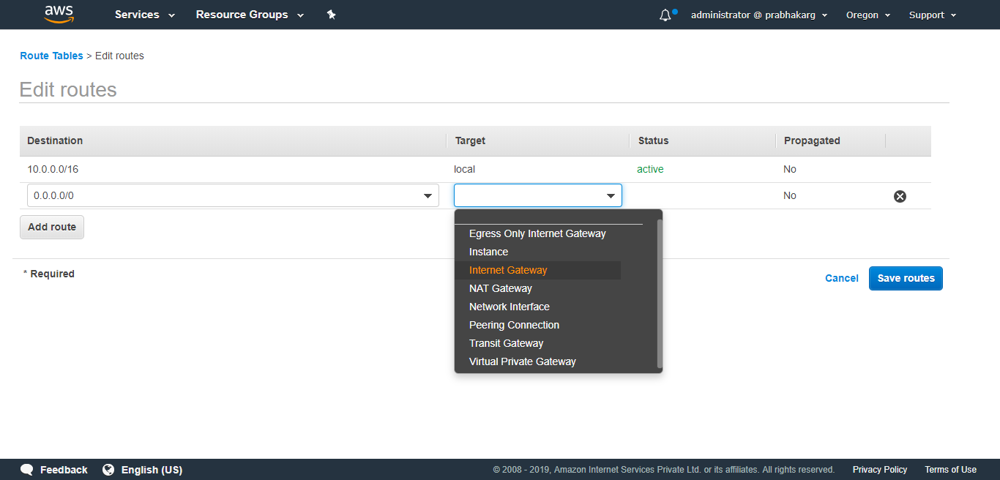 aws Services Resource Groups administrator @ prabhakarg Oregon Support
Route Tables > Edit routes
Edit routes
Destination Target Status Propagated
10.0.0.0/16 local active No
0.0.0.0/0 No
Add route
Egress Only Internet Gateway
Instance
Internet Gateway
NAT Gateway
Network Interface
Peering Connection
Transit Gateway
Virtual Private Gateway
* Required
Cancel Save routes
Feedback English (US) © 2008 - 2019, Amazon Internet Services Private Ltd. or its affiliates. All rights reserved. Privacy Policy Terms of Use